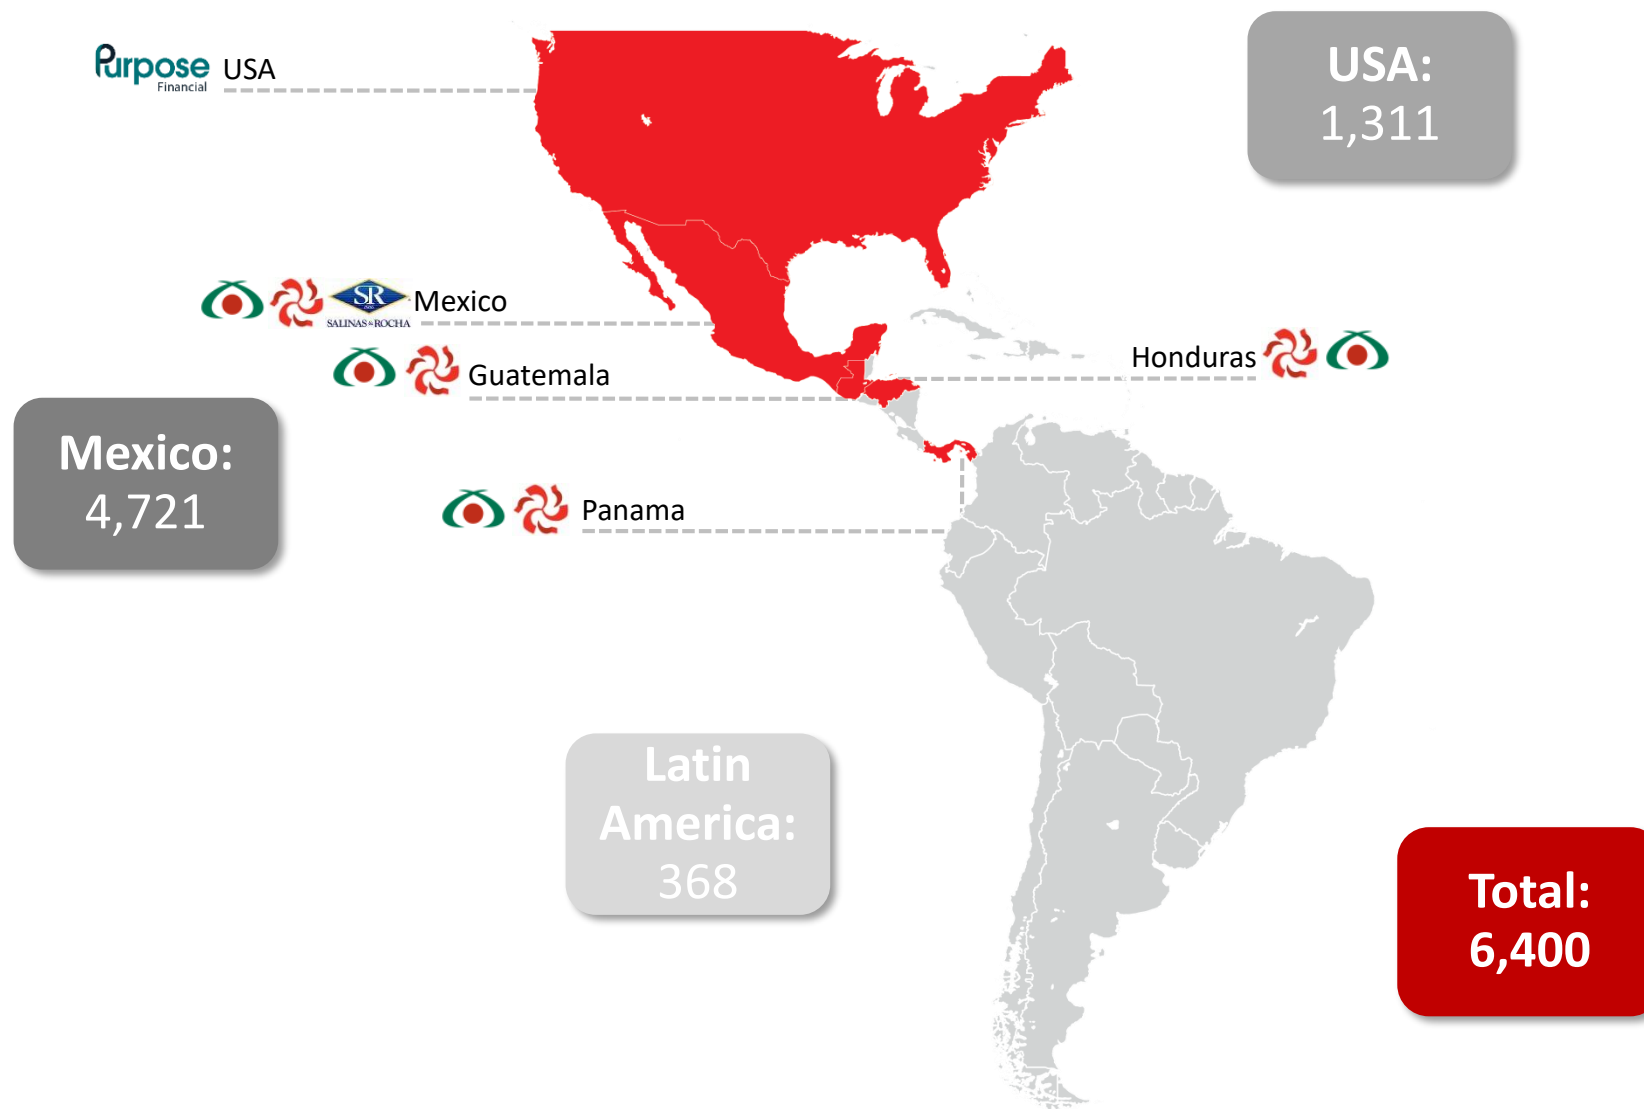 Purpose
Financial
USA
USA:
1,311
SR
SALINAS & ROCHA
Mexico
Guatemala
Honduras
Mexico:
4,721
Panama
Latin
America:
368
Total:
6,400